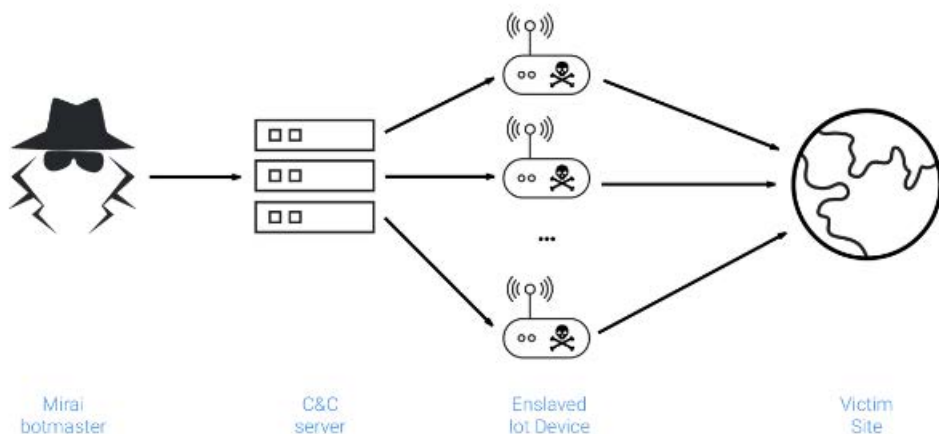 ...
Mirai
botmaster
C&C
server
Enslaved
Iot Device
Victim
Site